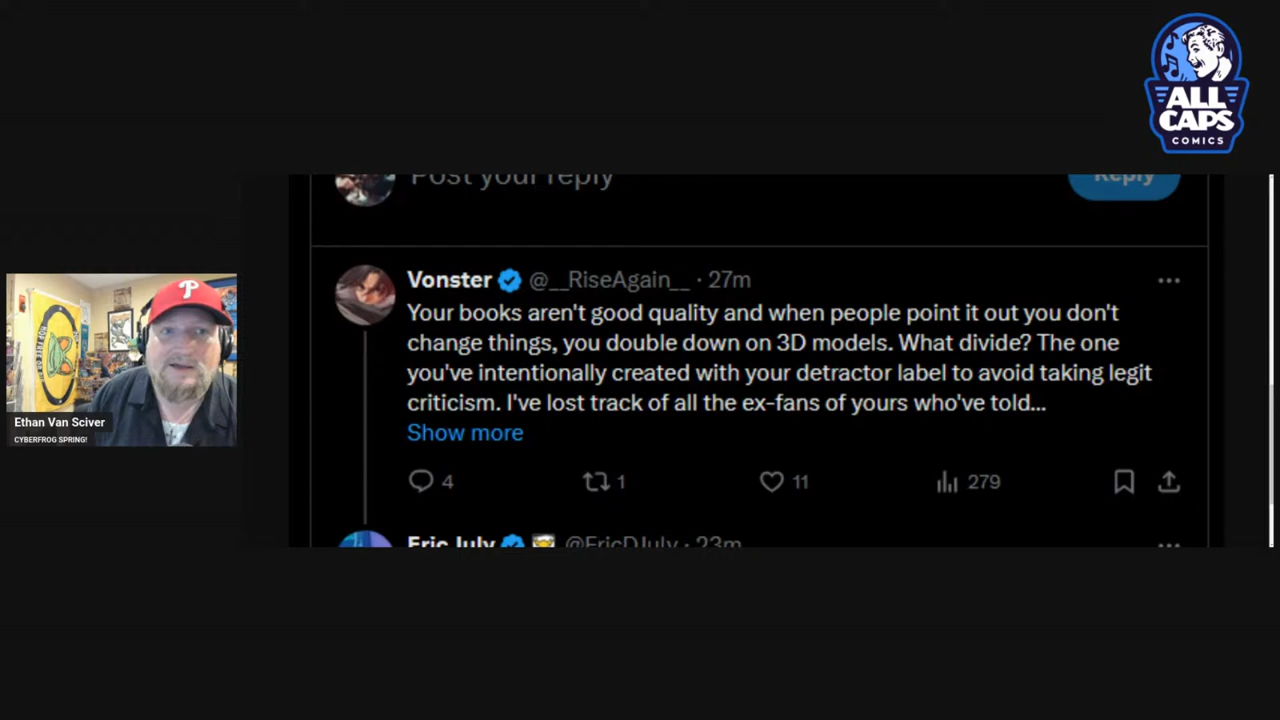 ALL
CAPS
COMICS
Post your reply
Reply
Vonster @__RiseAgain__ · 27m
Your books aren't good quality and when people point it out you don't
change things, you double down on 3D models. What divide? The one
you've intentionally created with your detractor label to avoid taking legit
criticism. I've lost track of all the ex-fans of yours who've told...
Show more
4 1 11 279
Eric July @EricDJuly · 23m
P
Ethan Van Sciver
CYBERFROG SPRING!